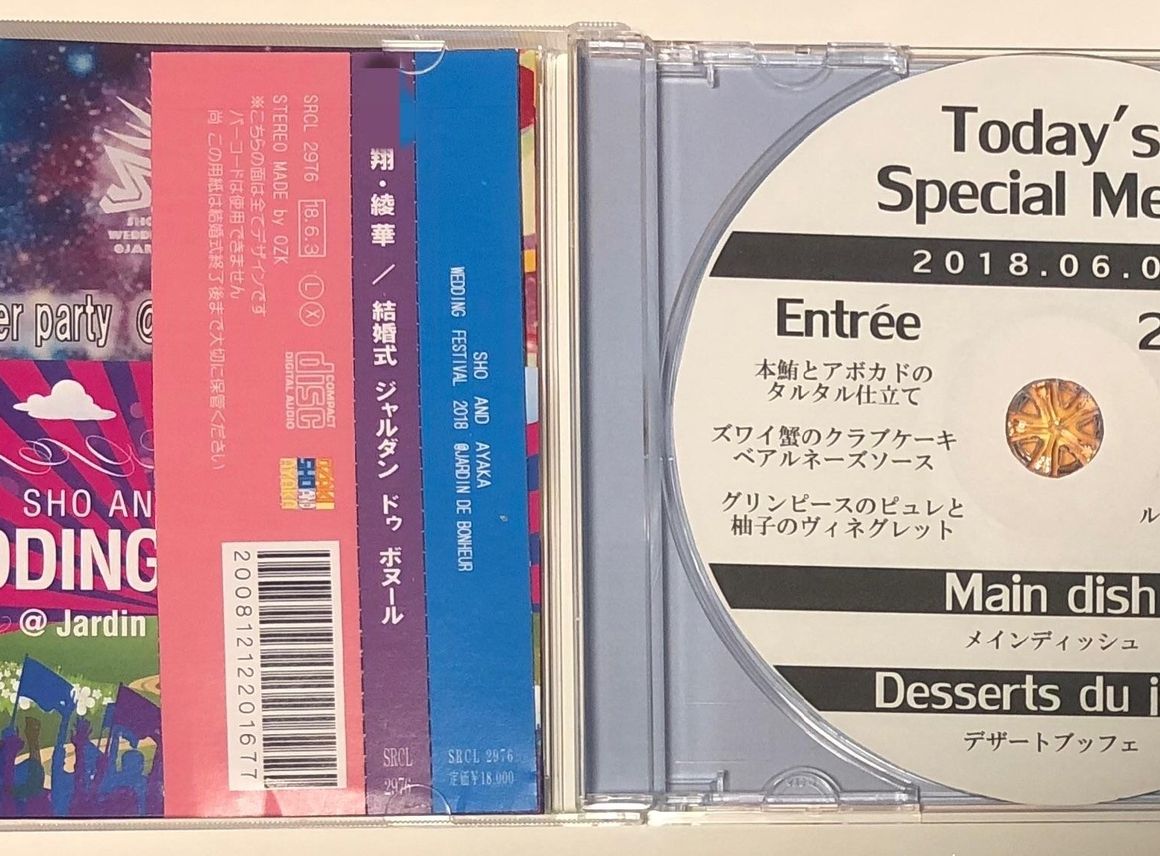 er party @
SHO AN
DDING
@ Jardin
SRCL 2976 18.6.3 L X
STEREO MADE by OZK
※こちらの面は全てデザインです
バーコードは使用できません
尚 この用紙は結婚式終了後まで大切に保管ください
COMPACT
disc
DIGITAL AUDIO
20081212201677
翔・綾華 / 結婚式 ジャルダン ドゥ ボヌール
SRCL
2976
SHO AND AYAKA
WEDDING FESTIVAL 2018 @JARDIN DE BONHEUR
SRCL 2976
定価¥18,000
Today's
Special Me
2018.06.0
Entrée
本鮪とアボカドの
タルタル仕立て
ズワイ蟹のクラブケーキ
ベアルネーズソース
グリンピースのピュレと
柚子のヴィネグレット
2
ル
Main dish
メインディッシュ
Desserts du j
デザートブッフェ